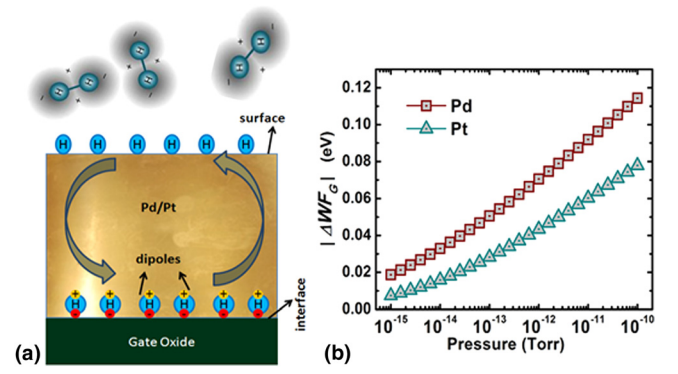 H H H H H H
surface
Pd/Pt
dipoles
+ + + + + +
H H H H H H
- - - - - -
interface
Gate Oxide
(a)
|ΔWF_G| (eV)
0.12
0.10
0.08
0.06
0.04
0.02
0.00
Pd
Pt
10^-15 10^-14 10^-13 10^-12 10^-11 10^-10
Pressure (Torr)
(b)